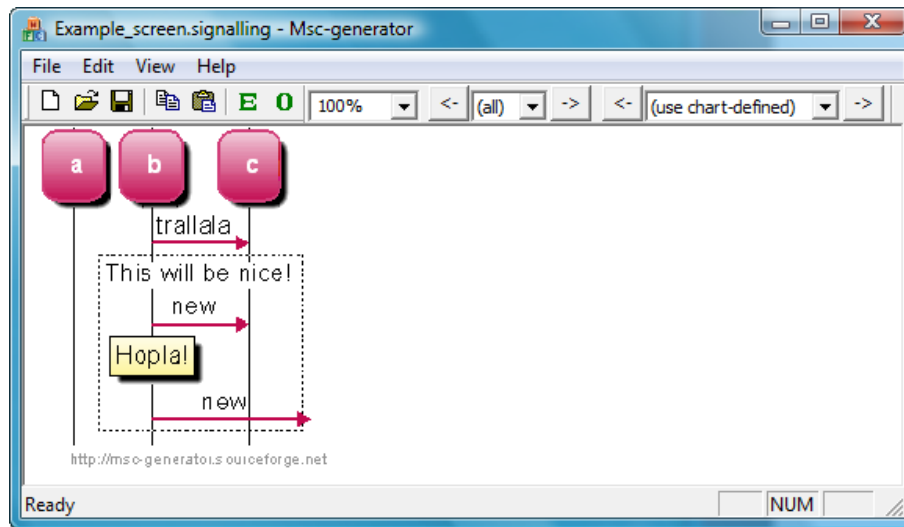 Example_screen.signalling - Msc-generator
File Edit View Help
E O 100% <- (all) -> <- (use chart-defined) ->
a b c
trallala
This will be nice!
new
Hopla!
new
http://msc-generator.sourceforge.net
Ready NUM